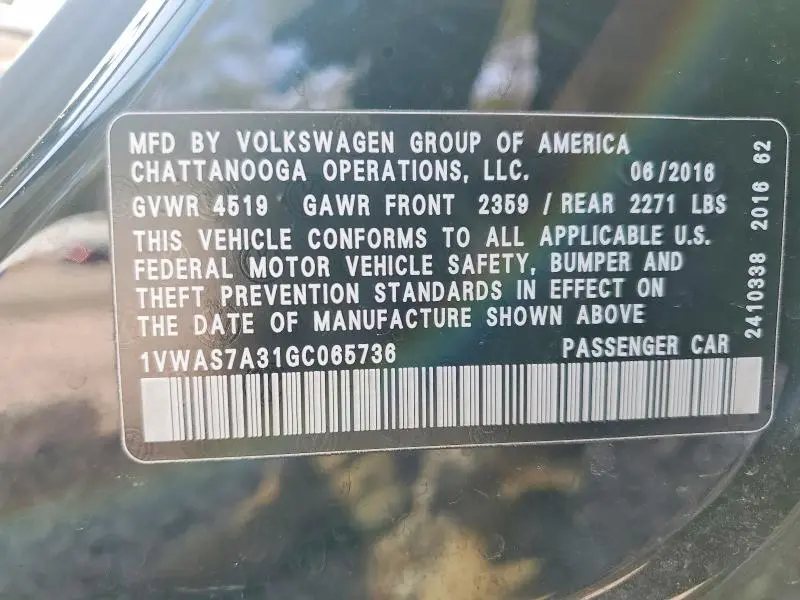 MFD BY VOLKSWAGEN GROUP OF AMERICA
CHATTANOOGA OPERATIONS, LLC. 06/2016
GVWR 4519 GAWR FRONT 2359 / REAR 2271 LBS
THIS VEHICLE CONFORMS TO ALL APPLICABLE U.S.
FEDERAL MOTOR VEHICLE SAFETY, BUMPER AND
THEFT PREVENTION STANDARDS IN EFFECT ON
THE DATE OF MANUFACTURE SHOWN ABOVE
1VWAS7A31GC065736 PASSENGER CAR
2410338 2016 62